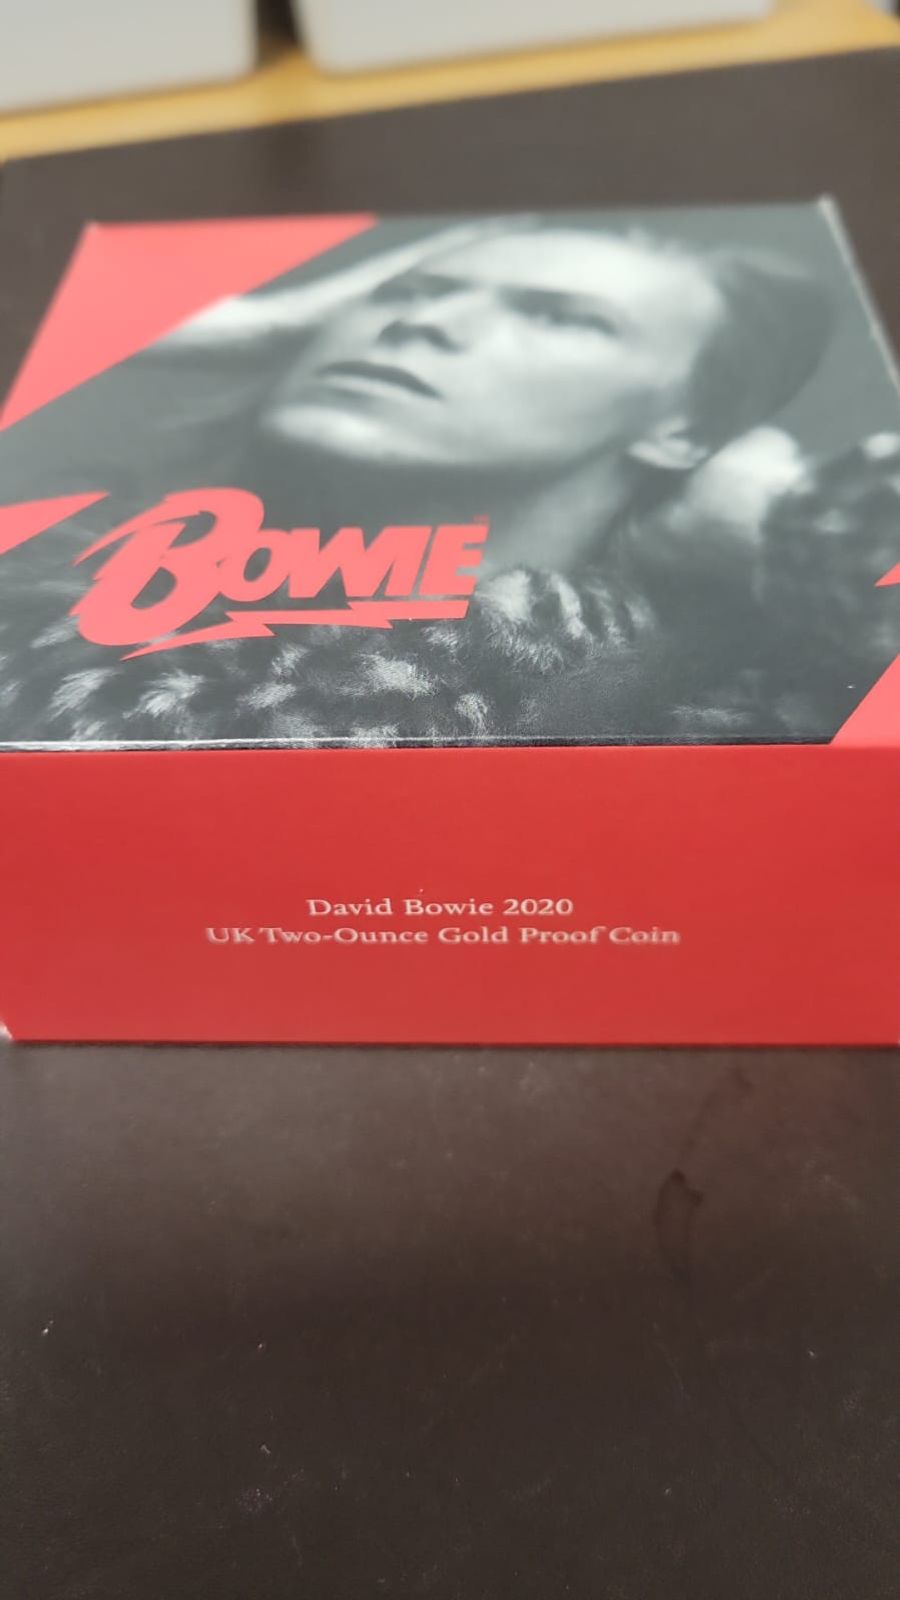 BOWIE
David Bowie 2020
UK Two-Ounce Gold Proof Coin